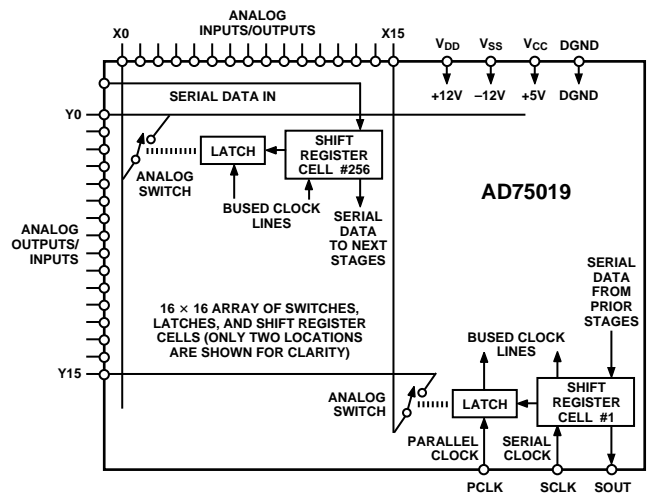 ANALOG
INPUTS/OUTPUTS
X0
X15
VDD
VSS
VCC
DGND
+12V
–12V
+5V
DGND
SERIAL DATA IN
Y0
LATCH
SHIFT
REGISTER
CELL #256
ANALOG
SWITCH
BUSED CLOCK
LINES
SERIAL
DATA
TO NEXT
STAGES
AD75019
ANALOG
OUTPUTS/
INPUTS
SERIAL
DATA
FROM
PRIOR
STAGES
16 × 16 ARRAY OF SWITCHES,
LATCHES, AND SHIFT REGISTER
CELLS (ONLY TWO LOCATIONS
ARE SHOWN FOR CLARITY)
BUSED CLOCK
LINES
Y15
ANALOG
SWITCH
LATCH
SHIFT
REGISTER
CELL #1
PARALLEL
CLOCK
SERIAL
CLOCK
PCLK
SCLK
SOUT